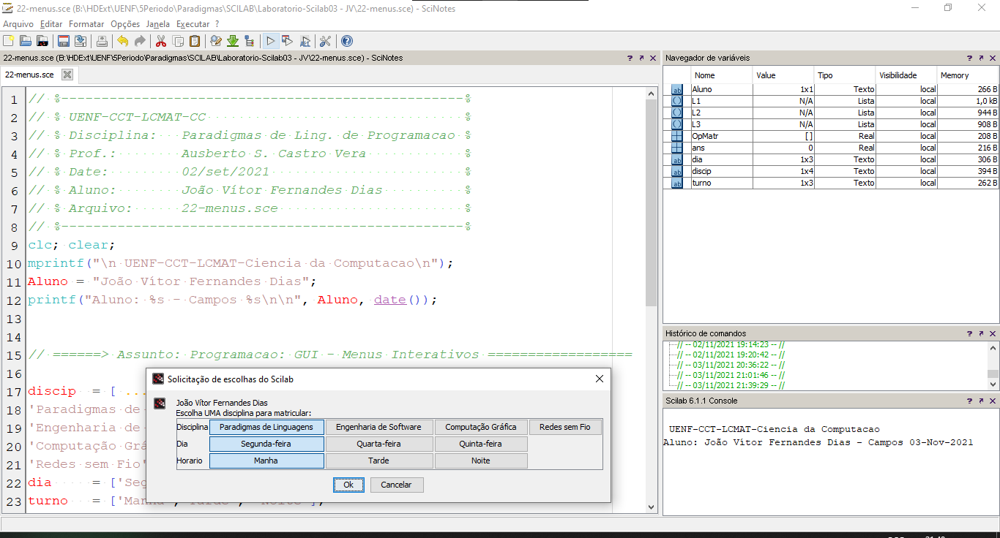 22-menus.sce (B:\HDExt\UENF\5Periodo\Paradigmas\SCILAB\Laboratorio-Scilab03 - JV\22-menus.sce) - SciNotes
Arquivo Editar Formatar Opções Janela Executar ?
22-menus.sce (B:\HDExt\UENF\5Periodo\Paradigmas\SCILAB\Laboratorio-Scilab03 - JV\22-menus.sce) - SciNotes
22-menus.sce
1 // %--------------------------------------------------%
2 // % UENF-CCT-LCMAT-CC %
3 // % Disciplina: Paradigmas de Ling. de Programacao %
4 // % Prof.: Ausberto S. Castro Vera %
5 // % Date: 02/set/2021 %
6 // % Aluno: João Vítor Fernandes Dias %
7 // % Arquivo: 22-menus.sce %
8 // %--------------------------------------------------%
9 clc; clear;
10 mprintf("\n UENF-CCT-LCMAT-Ciencia da Computacao\n");
11 Aluno = "João Vítor Fernandes Dias";
12 printf("Aluno: %s - Campos %s\n\n", Aluno, date());
13
14
15 // ======> Assunto: Programacao: GUI - Menus Interativos ==================
16
17 discip = [ ...
18 'Paradigmas de
19 'Engenharia de
20 'Computação Grá
21 'Redes sem Fio'
22 dia = ['Seg
23 turno = ['Manha', 'Tarde', 'Noite'];
Solicitação de escolhas do Scilab
João Vítor Fernandes Dias
Escolha UMA disciplina para matricular:
Disciplina Paradigmas de Linguagens Engenharia de Software Computação Gráfica Redes sem Fio
Dia Segunda-feira Quarta-feira Quinta-feira
Horario Manha Tarde Noite
Ok Cancelar
Navegador de variáveis
Nome Value Tipo Visibilidade Memory
Aluno 1x1 Texto local 266 B
L1 N/A Lista local 1,0 kB
L2 N/A Lista local 944 B
L3 N/A Lista local 908 B
OpMatr [ ] Real local 208 B
ans 0 Real local 216 B
dia 1x3 Texto local 306 B
discip 1x4 Texto local 394 B
turno 1x3 Texto local 262 B
Histórico de comandos
// -- 02/11/2021 19:14:23 -- //
// -- 02/11/2021 19:20:42 -- //
// -- 03/11/2021 20:36:22 -- //
// -- 03/11/2021 21:01:46 -- //
// -- 03/11/2021 21:39:29 -- //
Scilab 6.1.1 Console
UENF-CCT-LCMAT-Ciencia da Computacao
Aluno: João Vítor Fernandes Dias - Campos 03-Nov-2021